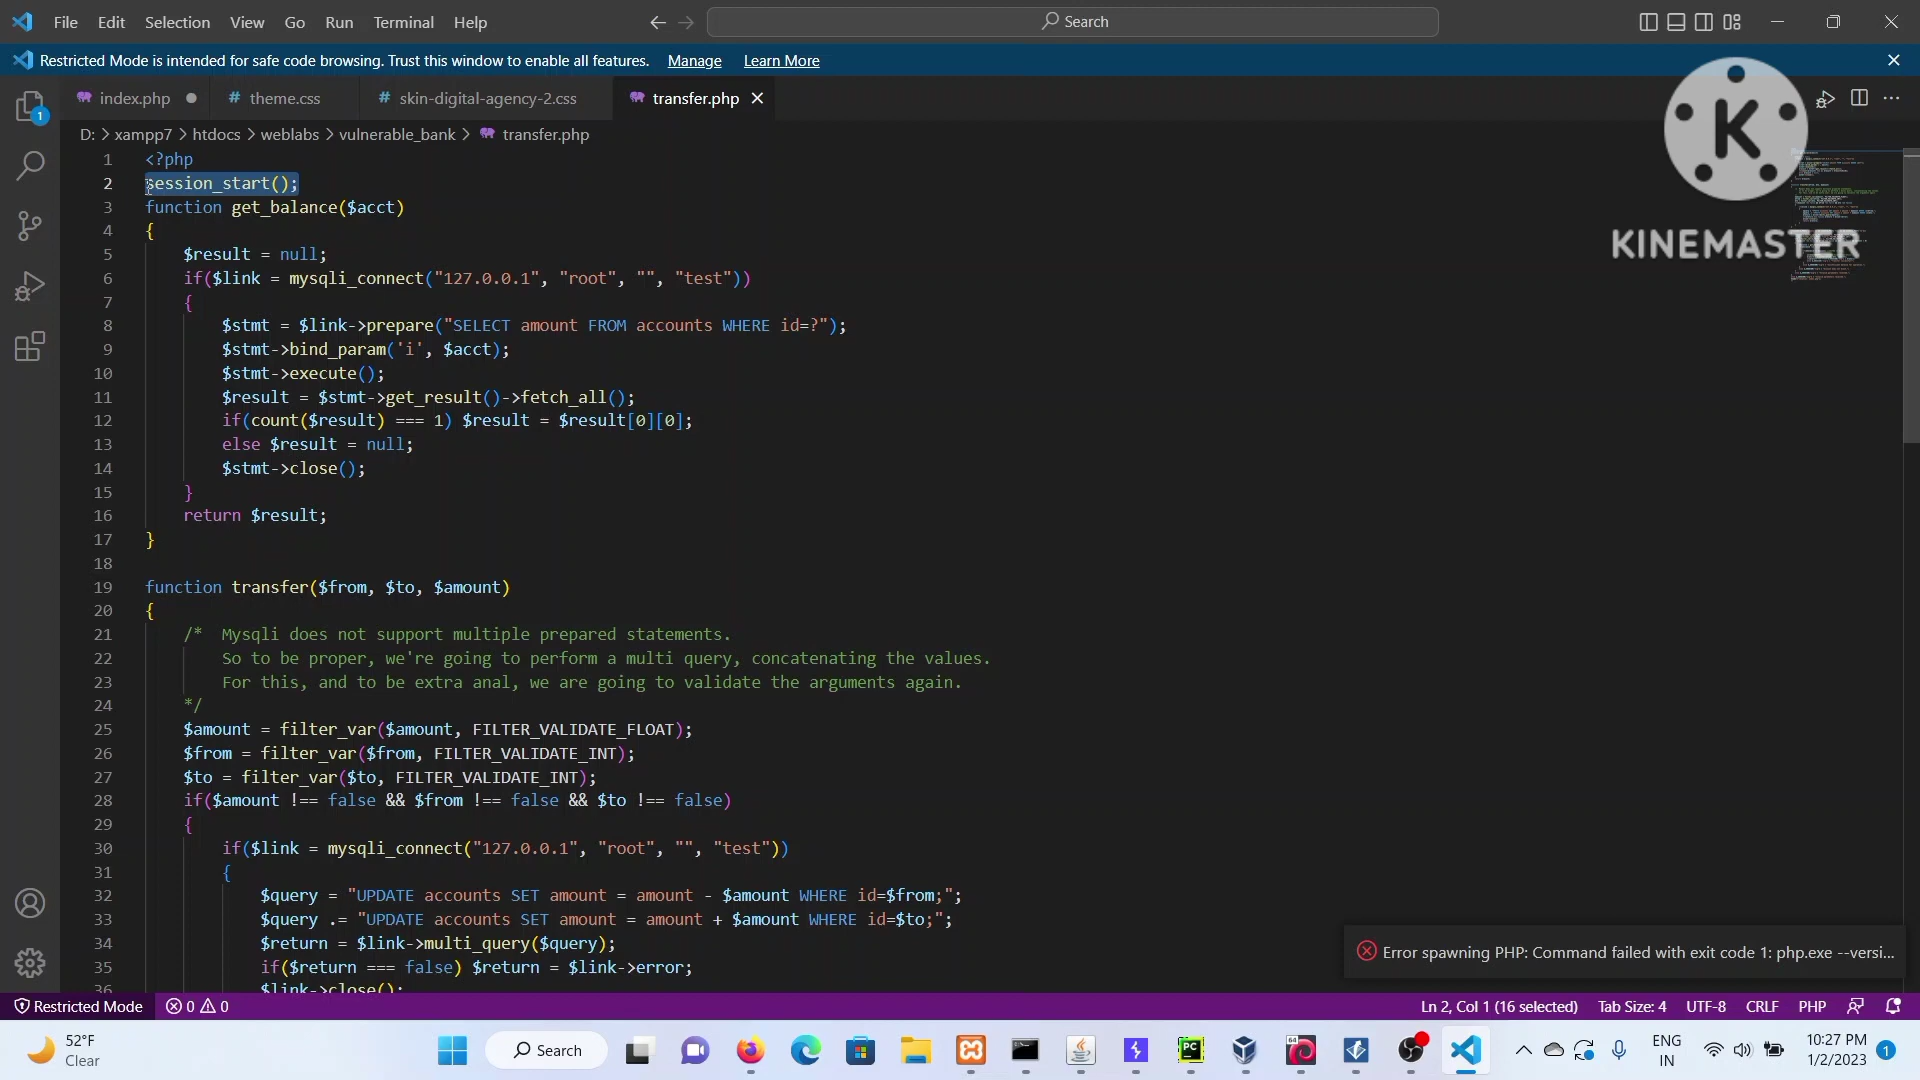 File Edit Selection View Go Run Terminal Help Search
Restricted Mode is intended for safe code browsing. Trust this window to enable all features. Manage Learn More
index.php # theme.css # skin-digital-agency-2.css transfer.php
D: > xampp7 > htdocs > weblabs > vulnerable_bank > transfer.php
K
KINEMASTER
1 <?php
2 session_start();
3 function get_balance($acct)
4 {
5 $result = null;
6 if($link = mysqli_connect("127.0.0.1", "root", "", "test"))
7 {
8 $stmt = $link->prepare("SELECT amount FROM accounts WHERE id=?");
9 $stmt->bind_param('i', $acct);
10 $stmt->execute();
11 $result = $stmt->get_result()->fetch_all();
12 if(count($result) === 1) $result = $result[0][0];
13 else $result = null;
14 $stmt->close();
15 }
16 return $result;
17 }
18
19 function transfer($from, $to, $amount)
20 {
21 /* Mysqli does not support multiple prepared statements.
22 So to be proper, we're going to perform a multi query, concatenating the values.
23 For this, and to be extra anal, we are going to validate the arguments again.
24 */
25 $amount = filter_var($amount, FILTER_VALIDATE_FLOAT);
26 $from = filter_var($from, FILTER_VALIDATE_INT);
27 $to = filter_var($to, FILTER_VALIDATE_INT);
28 if($amount !== false && $from !== false && $to !== false)
29 {
30 if($link = mysqli_connect("127.0.0.1", "root", "", "test"))
31 {
32 $query = "UPDATE accounts SET amount = amount - $amount WHERE id=$from;";
33 $query .= "UPDATE accounts SET amount = amount + $amount WHERE id=$to;";
34 $return = $link->multi_query($query);
35 if($return === false) $return = $link->error;
36 $link->close();
Error spawning PHP: Command failed with exit code 1: php.exe --versi...
Restricted Mode 0 0 Ln 2, Col 1 (16 selected) Tab Size: 4 UTF-8 CRLF PHP
52°F
Clear
Search
ENG
IN
10:27 PM
1/2/2023
1